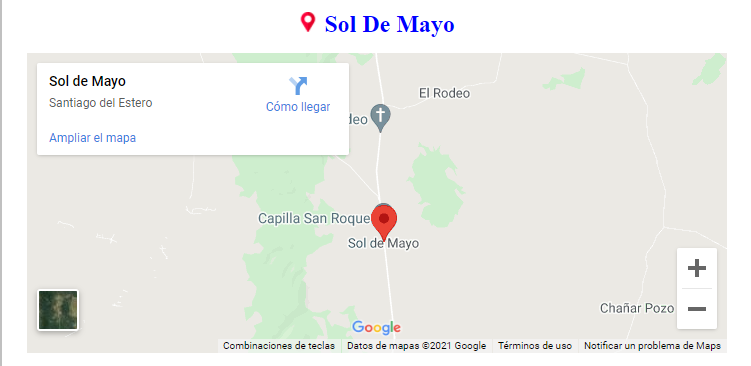 Sol De Mayo
Sol de Mayo
Santiago del Estero
Cómo llegar
Ampliar el mapa
El Rodeo
deo
Capilla San Roque
Sol de Mayo
Chañar Pozo
Google
Combinaciones de teclas Datos de mapas ©2021 Google Términos de uso Notificar un problema de Maps